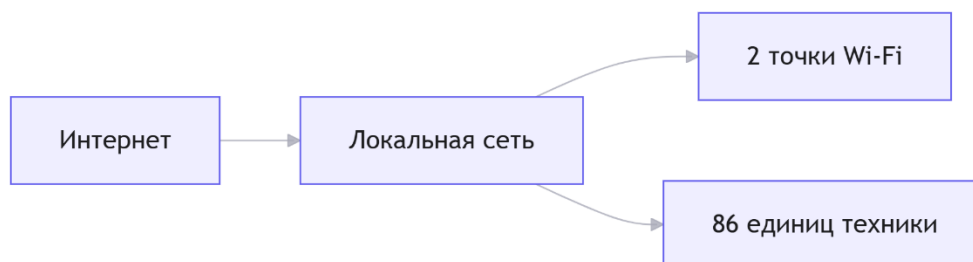 Интернет
Локальная сеть
2 точки Wi-Fi
86 единиц техники